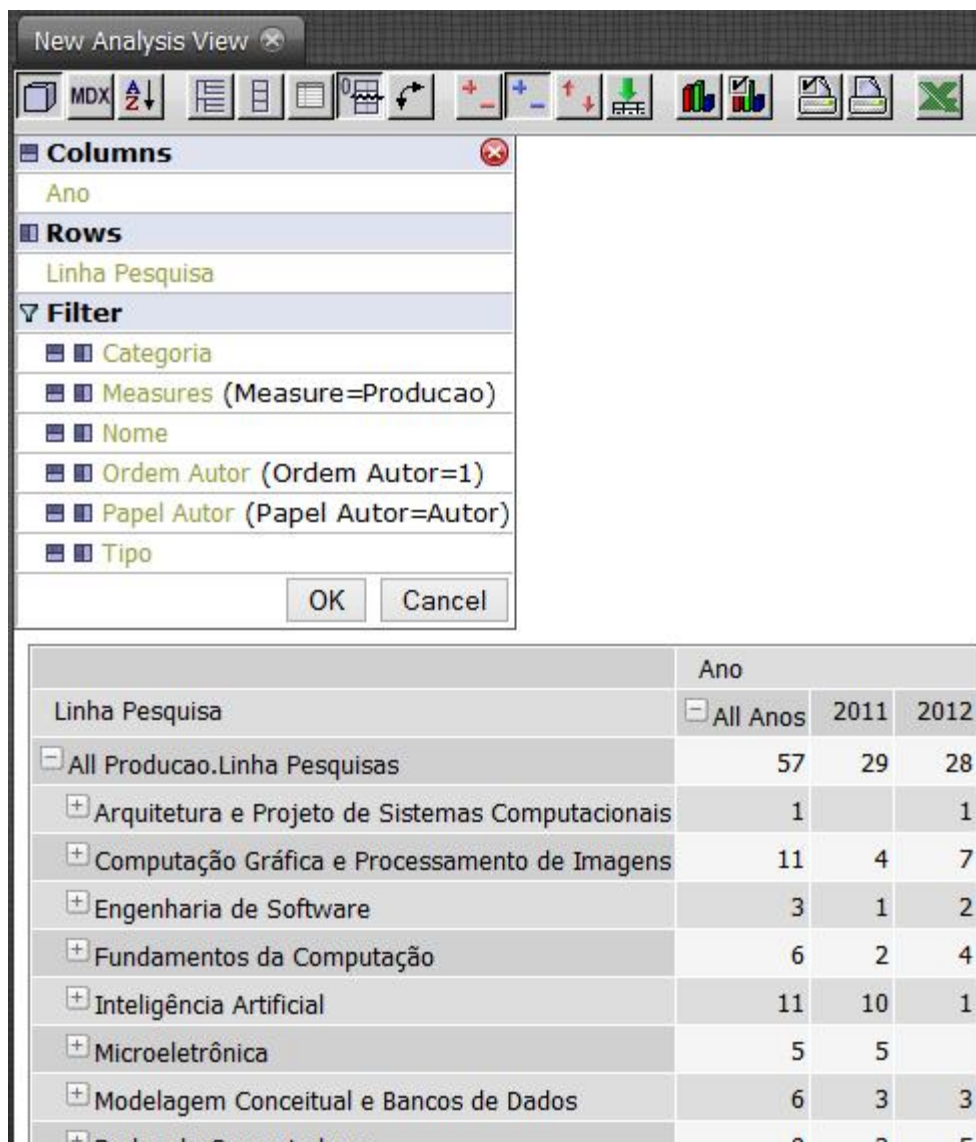 New Analysis View
MDX A Z
Columns
Ano
Rows
Linha Pesquisa
Filter
Categoria
Measures (Measure=Producao)
Nome
Ordem Autor (Ordem Autor=1)
Papel Autor (Papel Autor=Autor)
Tipo
OK Cancel
Ano
Linha Pesquisa All Anos 2011 2012
All Producao.Linha Pesquisas 57 29 28
Arquitetura e Projeto de Sistemas Computacionais 1 1
Computação Gráfica e Processamento de Imagens 11 4 7
Engenharia de Software 3 1 2
Fundamentos da Computação 6 2 4
Inteligência Artificial 11 10 1
Microeletrônica 5 5
Modelagem Conceitual e Bancos de Dados 6 3 3